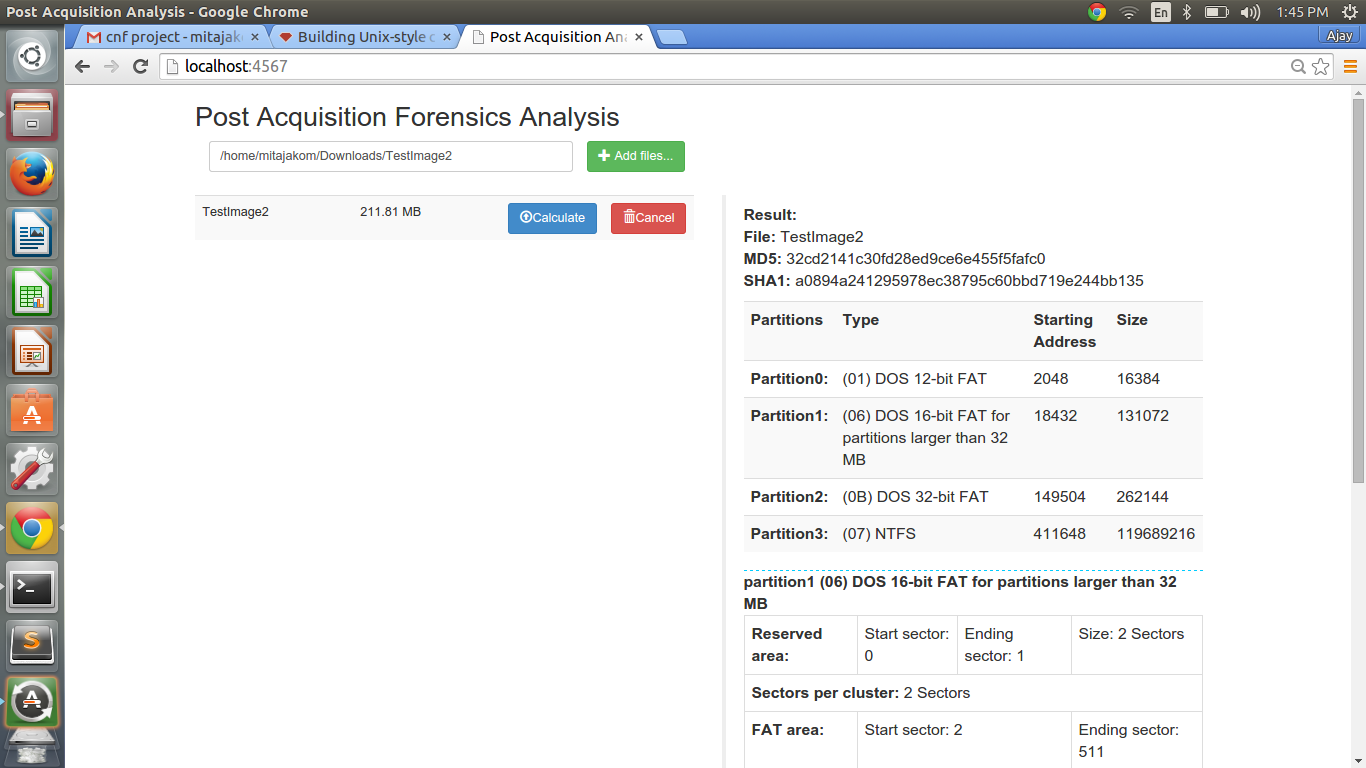 Post Acquisition Analysis - Google Chrome
En
1:45 PM
cnf project - mitajak
Building Unix-style c
Post Acquisition An
Ajay
localhost:4567
Post Acquisition Forensics Analysis
/home/mitajakom/Downloads/TestImage2
Add files...
TestImage2 211.81 MB Calculate Cancel
Result:
File: TestImage2
MD5: 32cd2141c30fd28ed9ce6e455f5fafc0
SHA1: a0894a241295978ec38795c60bbd719e244bb135
Partitions Type Starting Address Size
Partition0: (01) DOS 12-bit FAT 2048 16384
Partition1: (06) DOS 16-bit FAT for partitions larger than 32 MB 18432 131072
Partition2: (0B) DOS 32-bit FAT 149504 262144
Partition3: (07) NTFS 411648 119689216
partition1 (06) DOS 16-bit FAT for partitions larger than 32
MB
Reserved area: Start sector: 0 Ending sector: 1 Size: 2 Sectors
Sectors per cluster: 2 Sectors
FAT area: Start sector: 2 Ending sector: 511